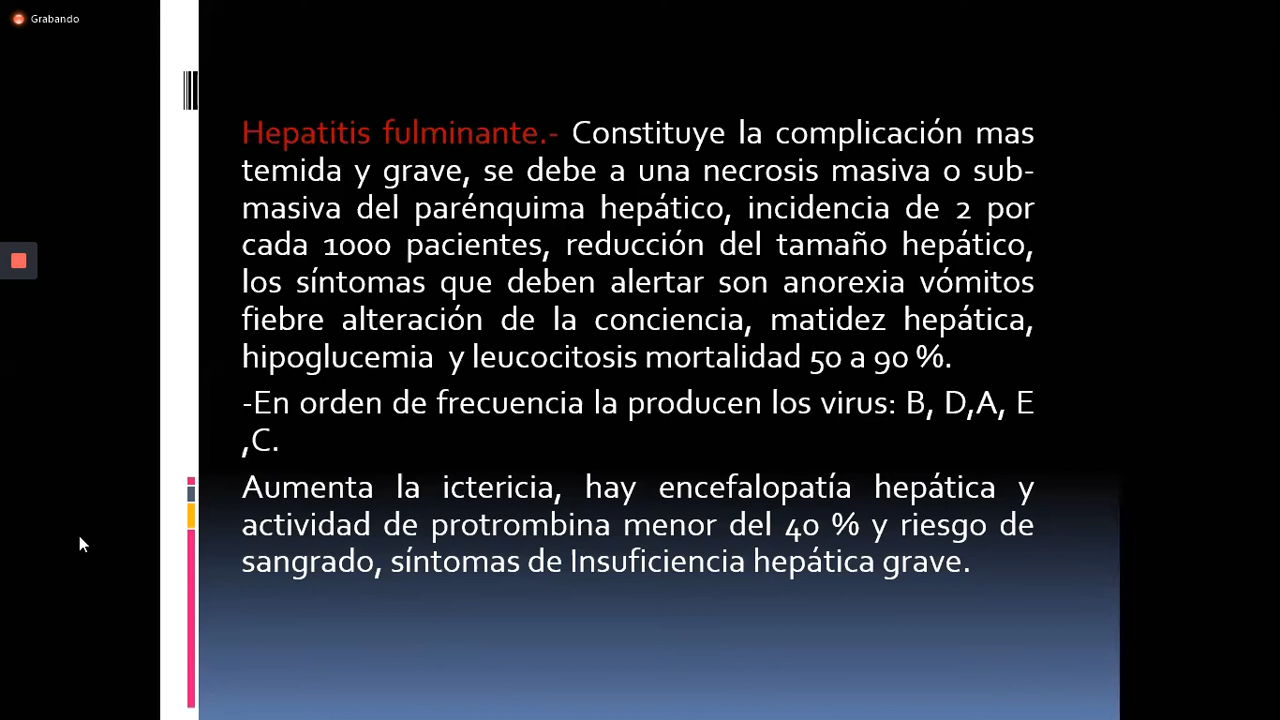 Grabando
Hepatitis fulminante.- Constituye la complicación mas
temida y grave, se debe a una necrosis masiva o sub-
masiva del parénquima hepático, incidencia de 2 por
cada 1000 pacientes, reducción del tamaño hepático,
los síntomas que deben alertar son anorexia vómitos
fiebre alteración de la conciencia, matidez hepática,
hipoglucemia y leucocitosis mortalidad 50 a 90 %.
-En orden de frecuencia la producen los virus: B, D,A, E
,C.
Aumenta la ictericia, hay encefalopatía hepática y
actividad de protrombina menor del 40 % y riesgo de
sangrado, síntomas de Insuficiencia hepática grave.